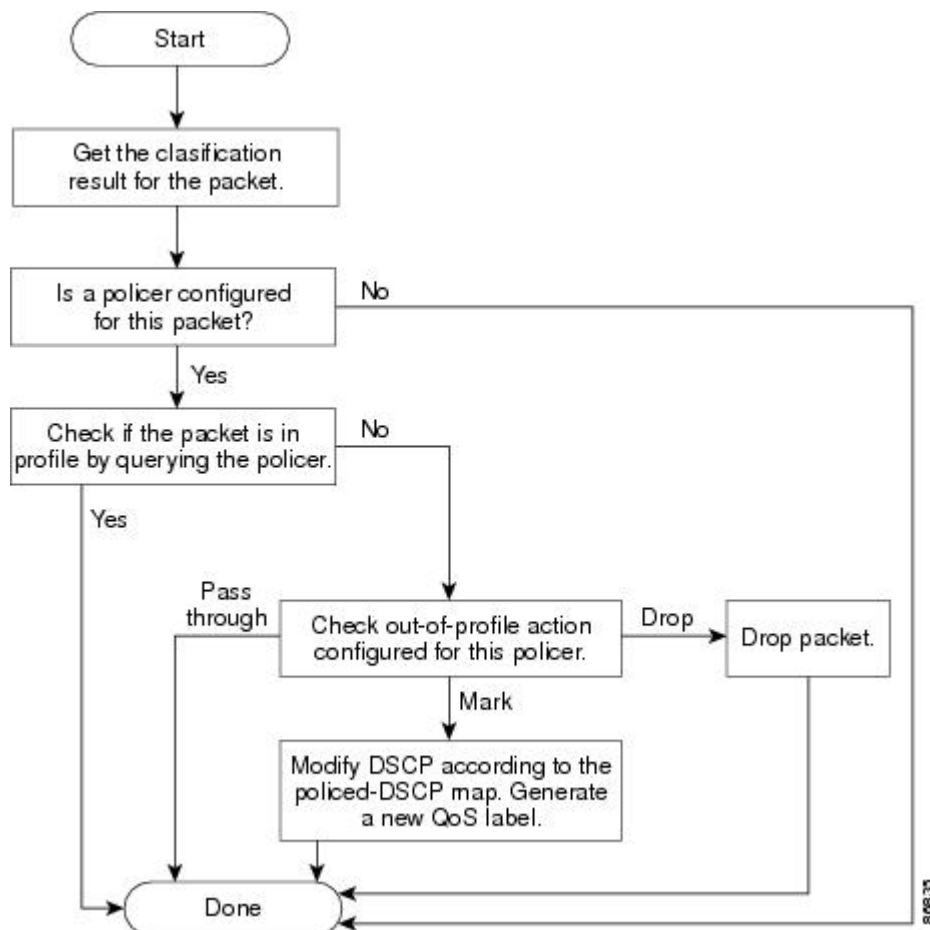 Start
Get the clasification
result for the packet.
Is a policer configured
for this packet?
No
Yes
Check if the packet is in
profile by querying the policer.
No
Yes
Pass
through
Check out-of-profile action
configured for this policer.
Drop
Drop packet.
Mark
Modify DSCP according to the
policed-DSCP map. Generate
a new QoS label.
Done
86835